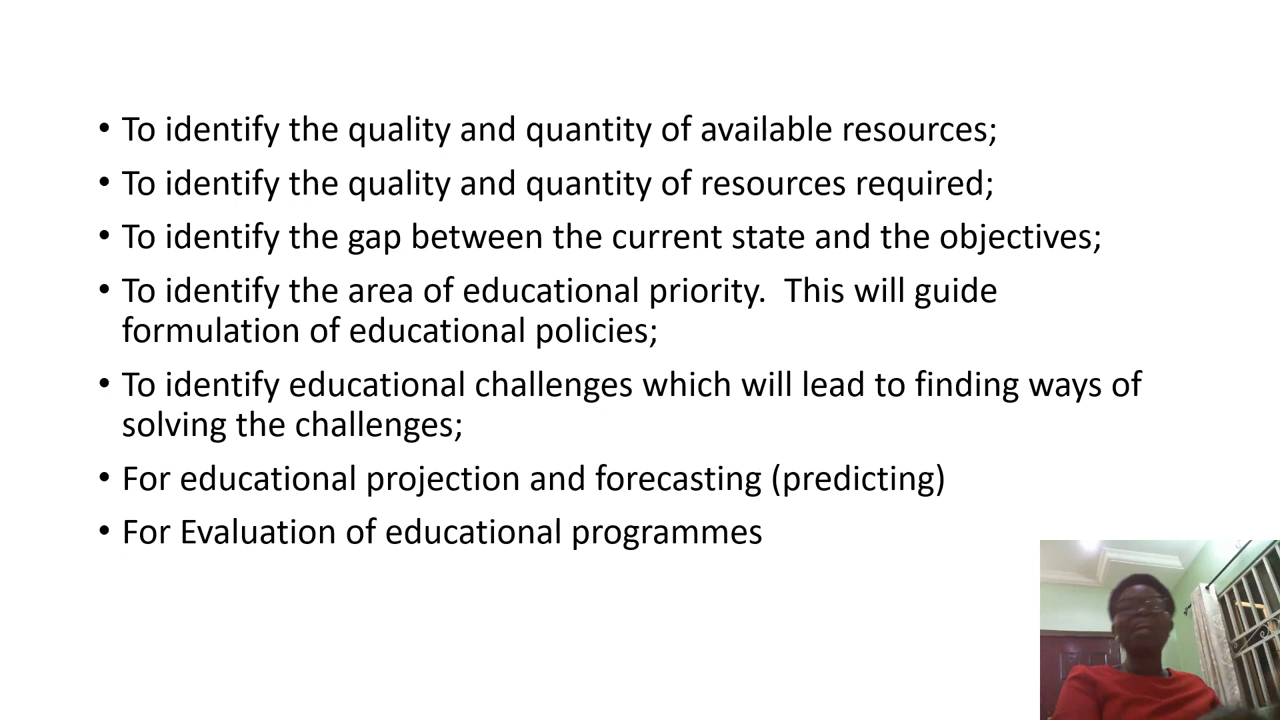 • To identify the quality and quantity of available resources;
• To identify the quality and quantity of resources required;
• To identify the gap between the current state and the objectives;
• To identify the area of educational priority.  This will guide
formulation of educational policies;
• To identify educational challenges which will lead to finding ways of
solving the challenges;
• For educational projection and forecasting (predicting)
• For Evaluation of educational programmes